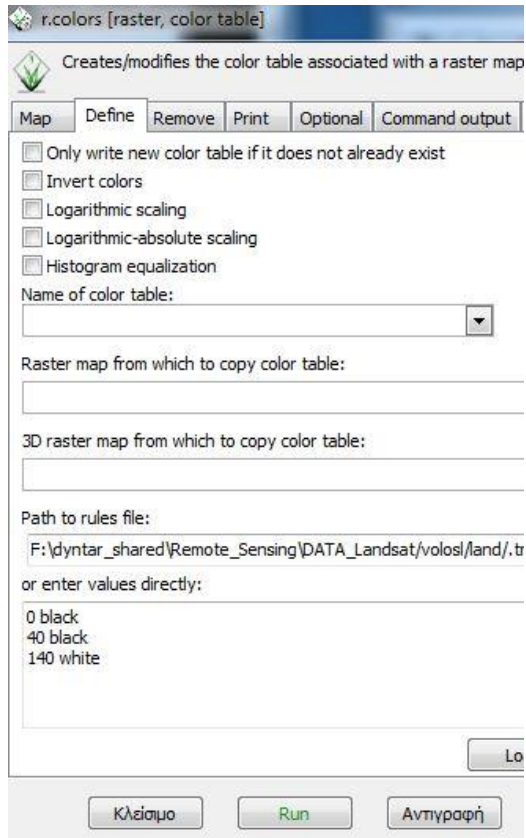 r.colors [raster, color table]
Creates/modifies the color table associated with a raster map
Map Define Remove Print Optional Command output
Only write new color table if it does not already exist
Invert colors
Logarithmic scaling
Logarithmic-absolute scaling
Histogram equalization
Name of color table:
Raster map from which to copy color table:
3D raster map from which to copy color table:
Path to rules file:
F:\dyntar_shared\Remote_Sensing\DATA_Landsat/volosl/land/.t
or enter values directly:
0 black
40 black
140 white
Lo
Κλείσιμο Run Αντιγραφή